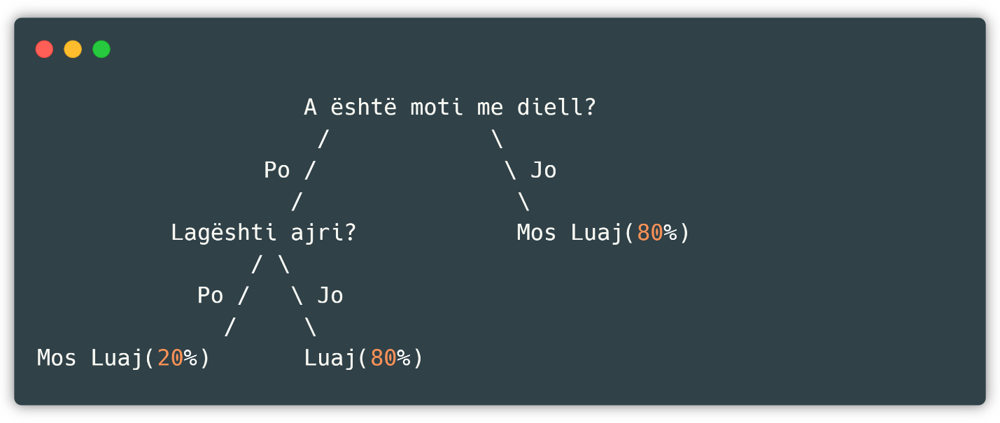 A është moti me diell?
/ \
Po / \ Jo
/ \
Lagështi ajri? Mos Luaj(80%)
/ \
Po / \ Jo
/ \
Mos Luaj(20%) Luaj(80%)